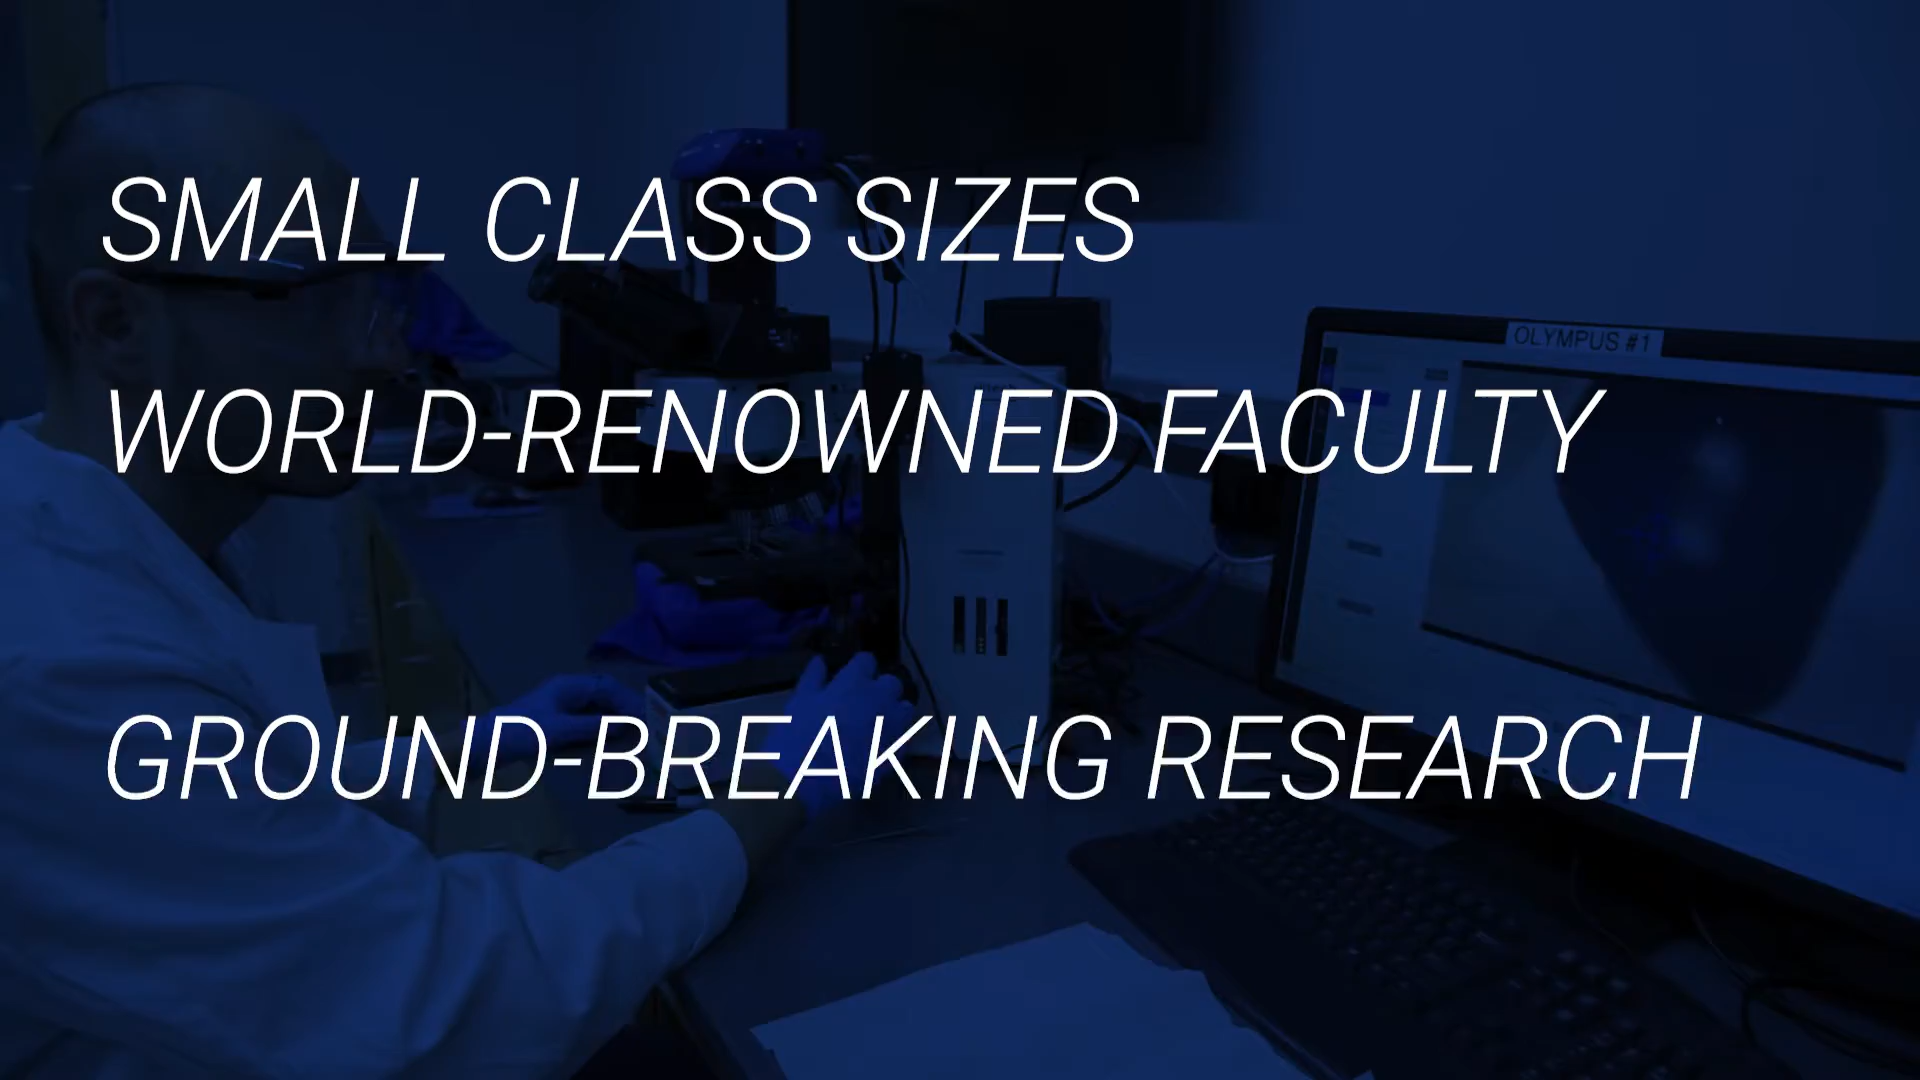 SMALL CLASS SIZES
WORLD-RENOWNED FACULTY
OLYMPUS #1
GROUND-BREAKING RESEARCH